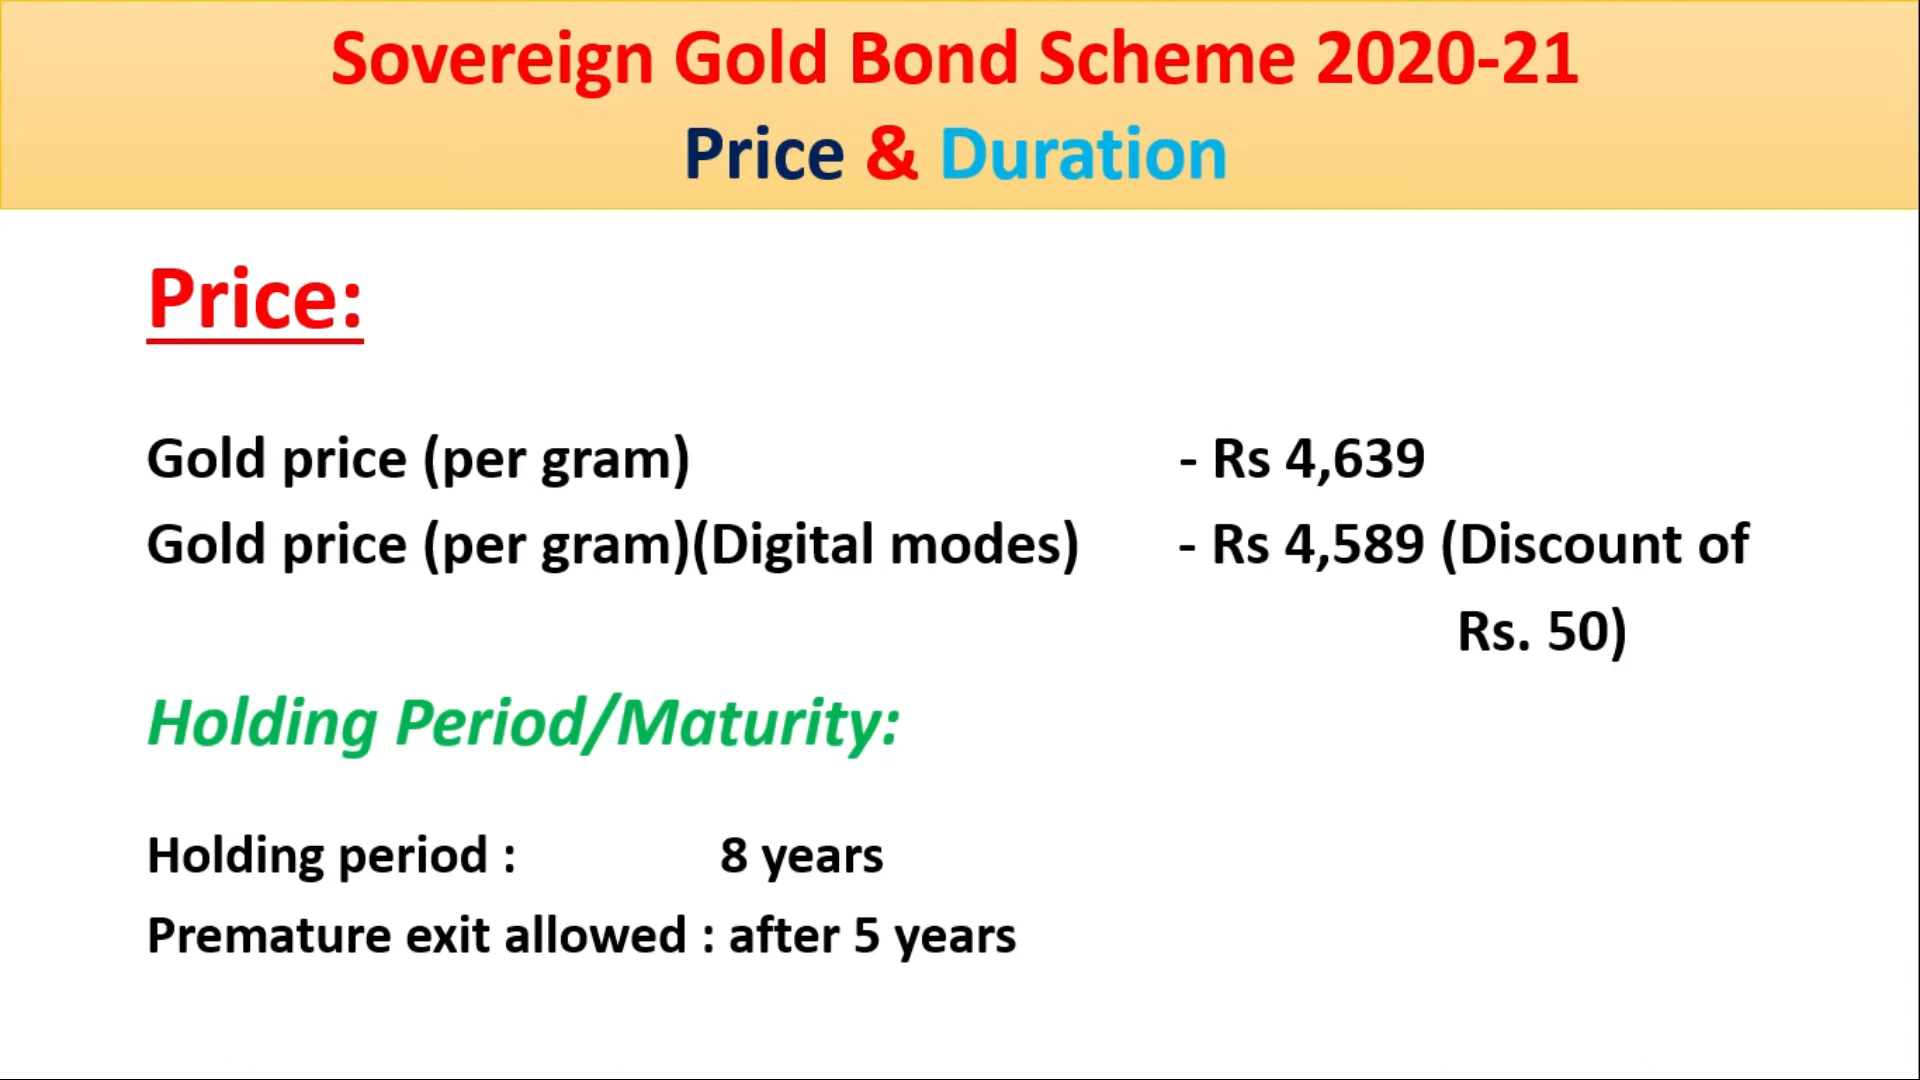 Sovereign Gold Bond Scheme 2020-21
Price & Duration
Price:
Gold price (per gram) - Rs 4,639
Gold price (per gram)(Digital modes) - Rs 4,589 (Discount of
Rs. 50)
Holding Period/Maturity:
Holding period : 8 years
Premature exit allowed : after 5 years